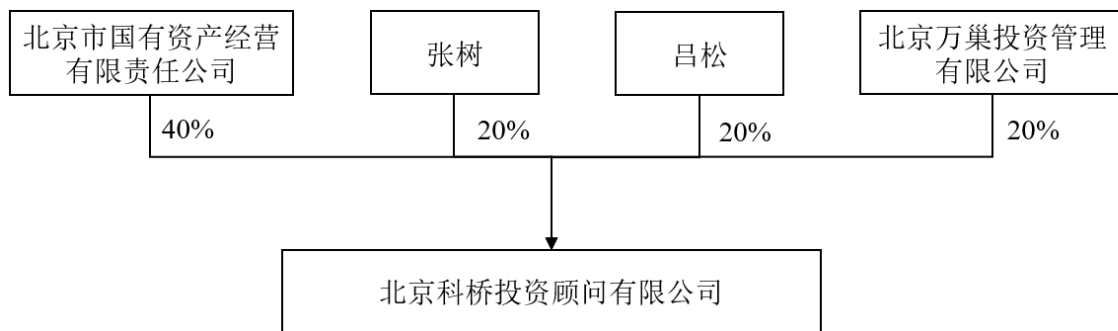 北京市国有资产经营
有限责任公司
张树
吕松
北京万巢投资管理
有限公司
40%
20%
20%
20%
北京科桥投资顾问有限公司